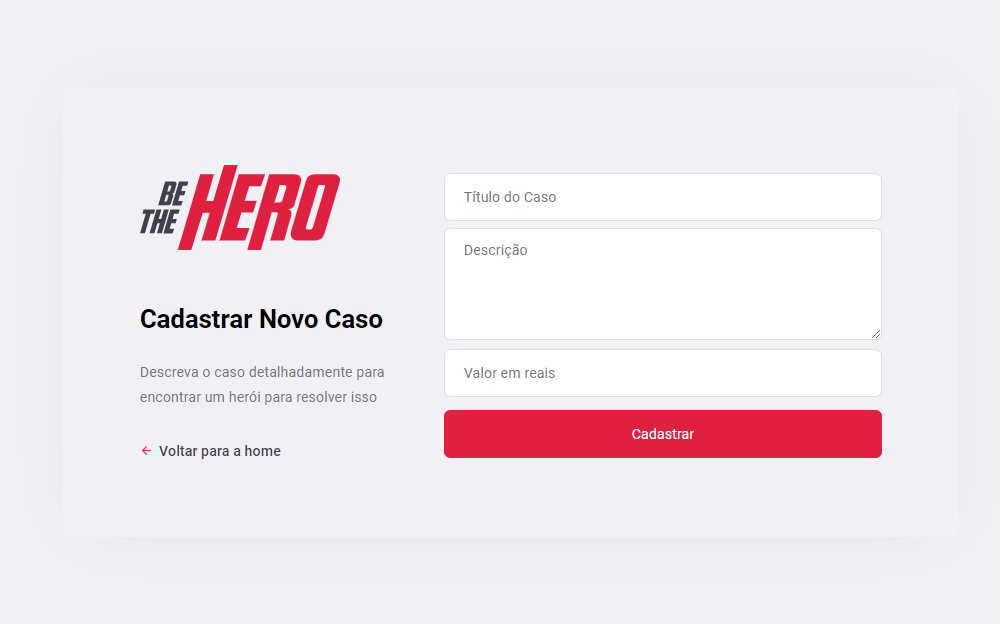 BE
THE HERO
Cadastrar Novo Caso
Descreva o caso detalhadamente para
encontrar um herói para resolver isso
Voltar para a home
Título do Caso
Descrição
Valor em reais
Cadastrar